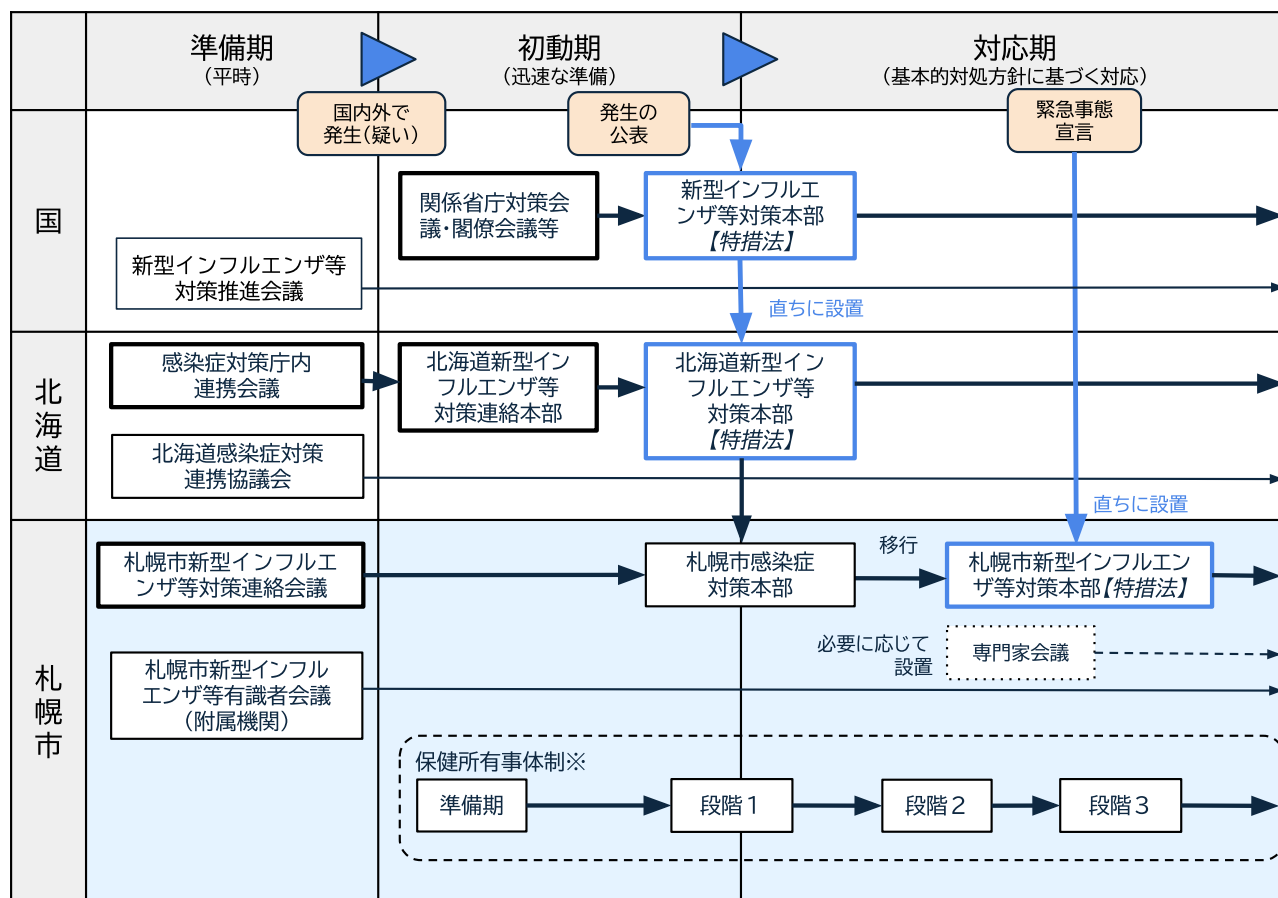 準備期
（平時）
初動期
（迅速な準備）
対応期
（基本的対処方針に基づく対応）
国内外で
発生（疑い）
発生の
公表
緊急事態
宣言
国
関係省庁対策会
議・閣僚会議等
新型インフルエ
ンザ等対策本部
【特措法】
新型インフルエンザ等
対策推進会議
直ちに設置
北海道
感染症対策庁内
連携会議
北海道新型イン
フルエンザ等
対策連絡本部
北海道新型イン
フルエンザ等
対策本部
【特措法】
北海道感染症対策
連携協議会
直ちに設置
札幌市
札幌市新型インフルエ
ンザ等対策連絡会議
札幌市感染症
対策本部
移行
札幌市新型インフルエン
ザ等対策本部【特措法】
必要に応じて
設置
専門家会議
札幌市新型インフル
エンザ等有識者会議
（附属機関）
保健所有事体制※
準備期
段階１
段階２
段階３